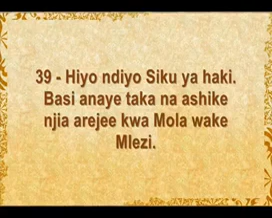 39 - Hiyo ndiyo Siku ya haki.
Basi anaye taka na ashike
njia arejee kwa Mola wake
Mlezi.